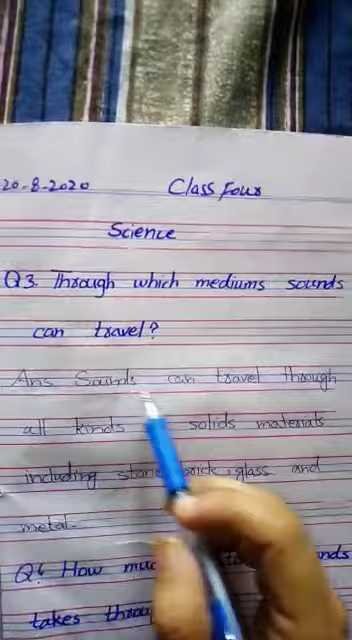 20-8-2020 Class Four
Science
Q3. Through which mediums sounds
can travel?
Ans Sounds can travel through
all kinds solids materials
including stone, brick, glass and
metal.
Q4 How nds
takes